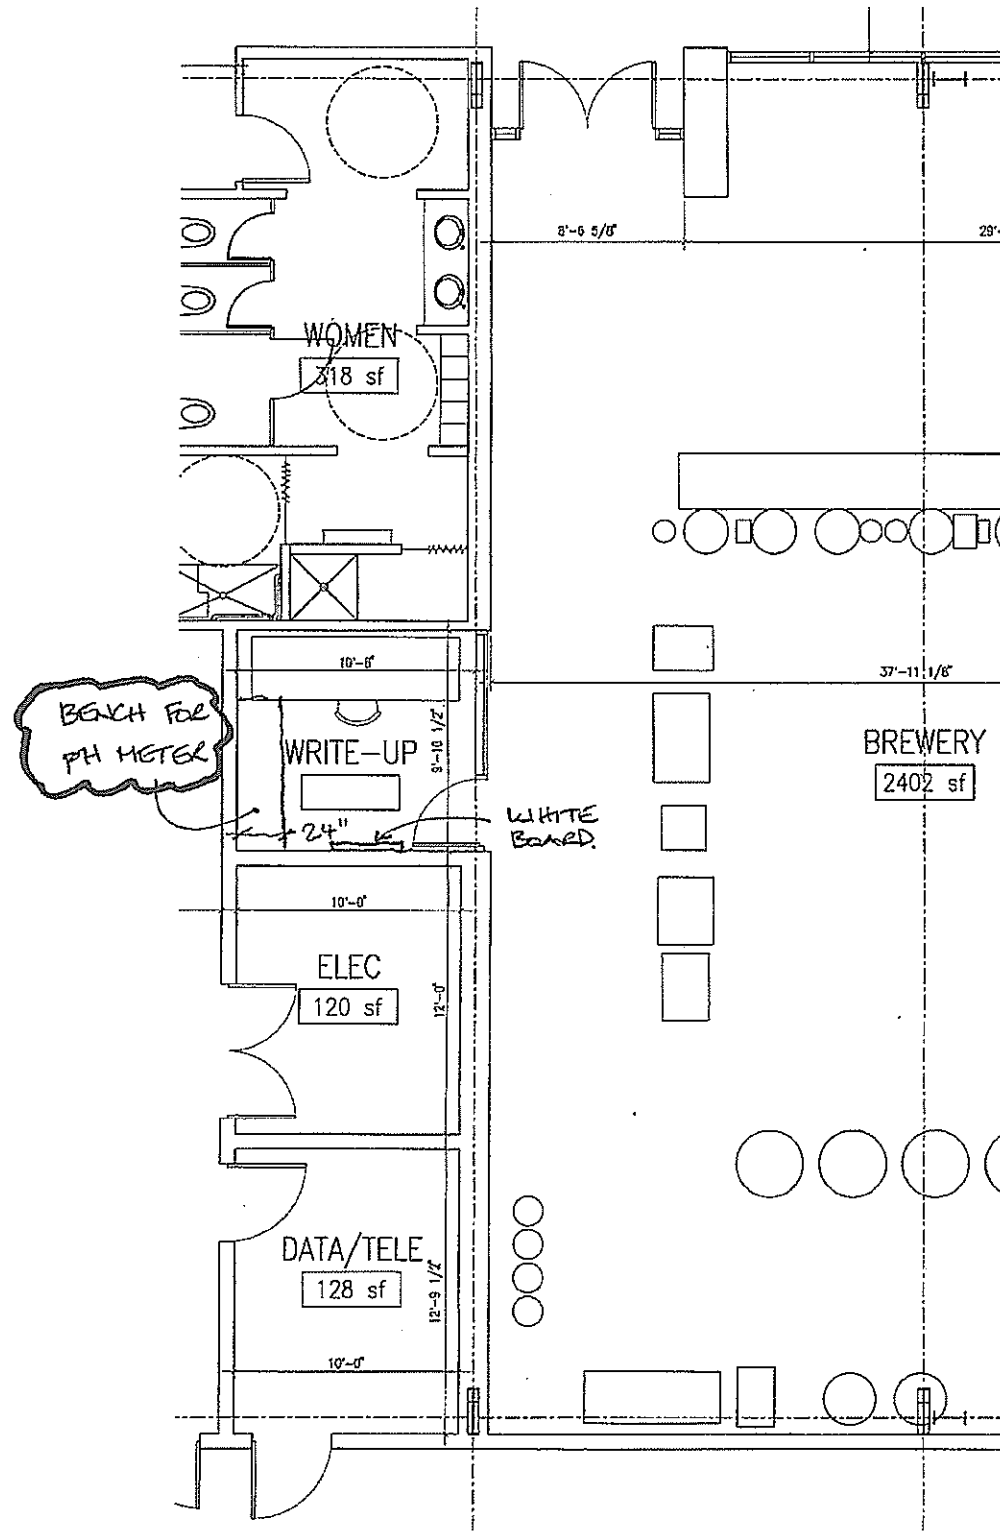 8'-6 5/8"
29'-
WOMEN
318 sf
10'-6"
37'-11 1/8"
BENCH FOR
PH METER
9'-10 1/2"
WRITE-UP
BREWERY
2402 sf
24"
WHITE
BOARD.
10'-0"
ELEC
120 sf
12'-0"
DATA/TELE
128 sf
12'-9 1/2"
10'-0"